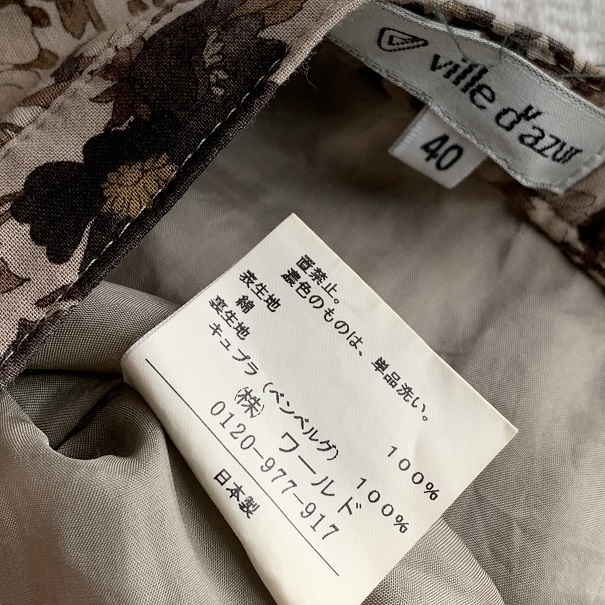 ville d'azur
40
置禁止。
濃色のものは、単品洗い。
表生地
綿 100%
裏生地
キュプラ(ベンベルグ) 100%
(株)ワールド
0120-977-917
日本製